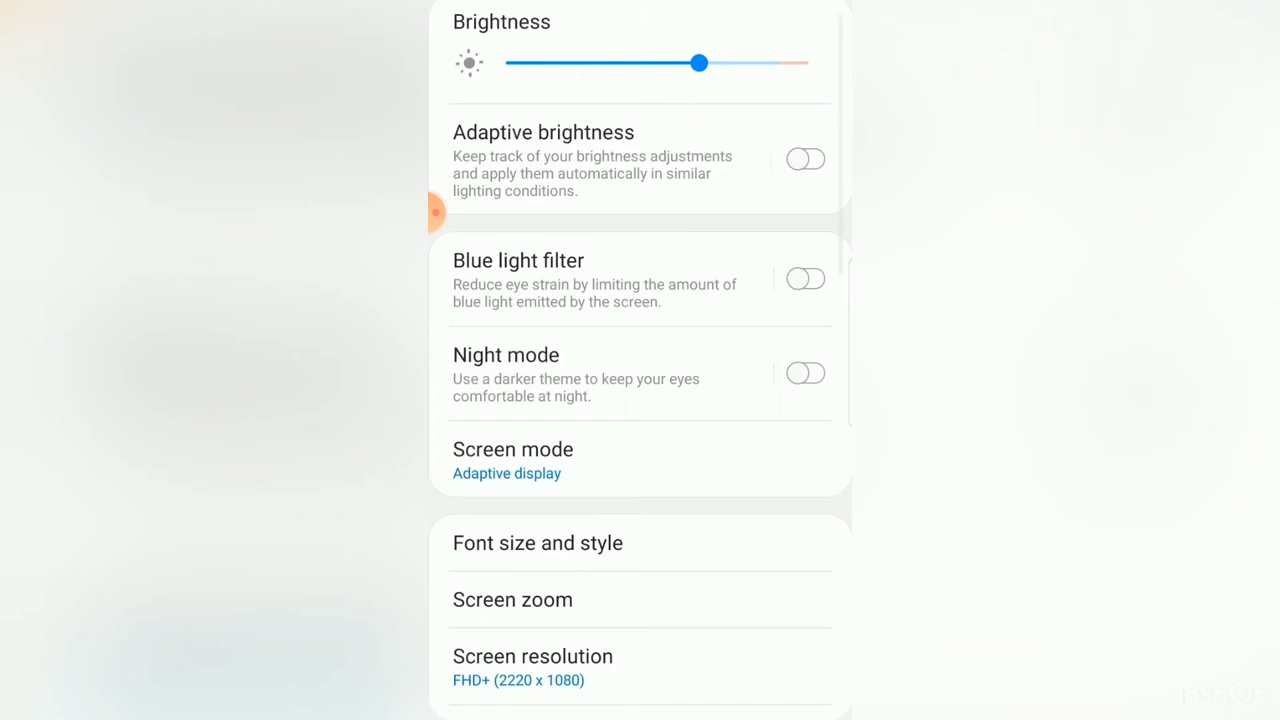 Brightness
Adaptive brightness
Keep track of your brightness adjustments
and apply them automatically in similar
lighting conditions.
Blue light filter
Reduce eye strain by limiting the amount of
blue light emitted by the screen.
Night mode
Use a darker theme to keep your eyes
comfortable at night.
Screen mode
Adaptive display
Font size and style
Screen zoom
Screen resolution
FHD+ (2220 x 1080)